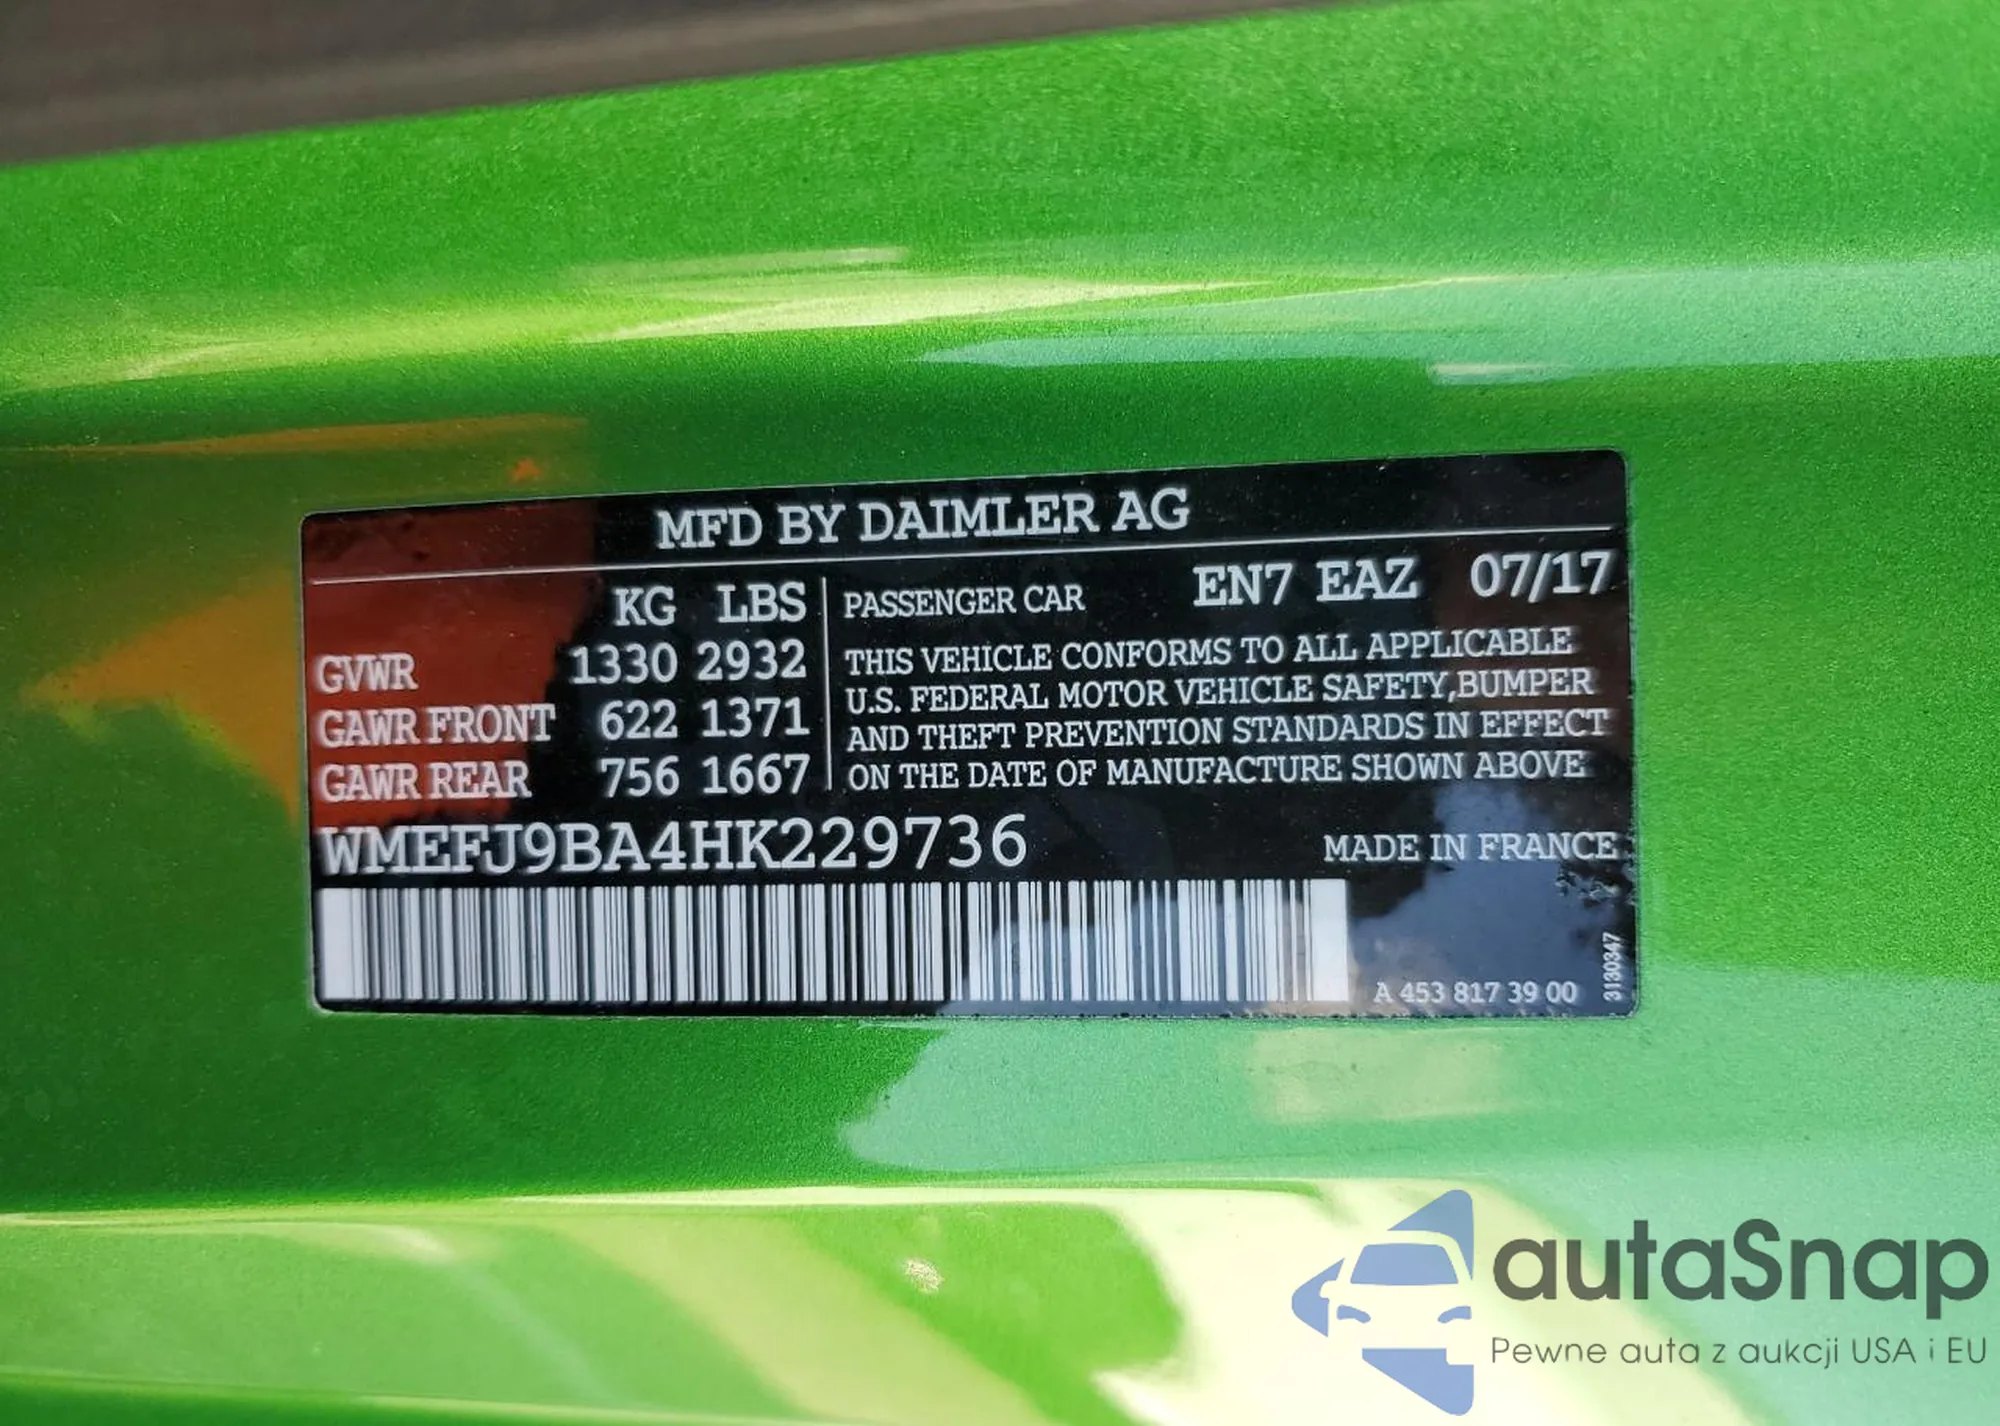 MFD BY DAIMLER AG
KG LBS
GVWR 1330 2932
GAWR FRONT 622 1371
GAWR REAR 756 1667
PASSENGER CAR EN7 EAZ 07/17
THIS VEHICLE CONFORMS TO ALL APPLICABLE
U.S. FEDERAL MOTOR VEHICLE SAFETY,BUMPER
AND THEFT PREVENTION STANDARDS IN EFFECT
ON THE DATE OF MANUFACTURE SHOWN ABOVE
WMEFJ9BA4HK229736
MADE IN FRANCE
A 453 817 39 00
3130347
autaSnap
Pewne auta z aukcji USA i EU